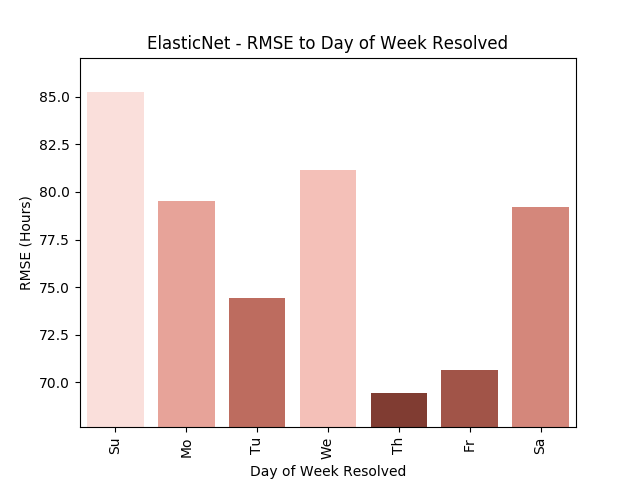 ElasticNet - RMSE to Day of Week Resolved
RMSE (Hours)
85.0
82.5
80.0
77.5
75.0
72.5
70.0
Su
Mo
Tu
We
Th
Fr
Sa
Day of Week Resolved